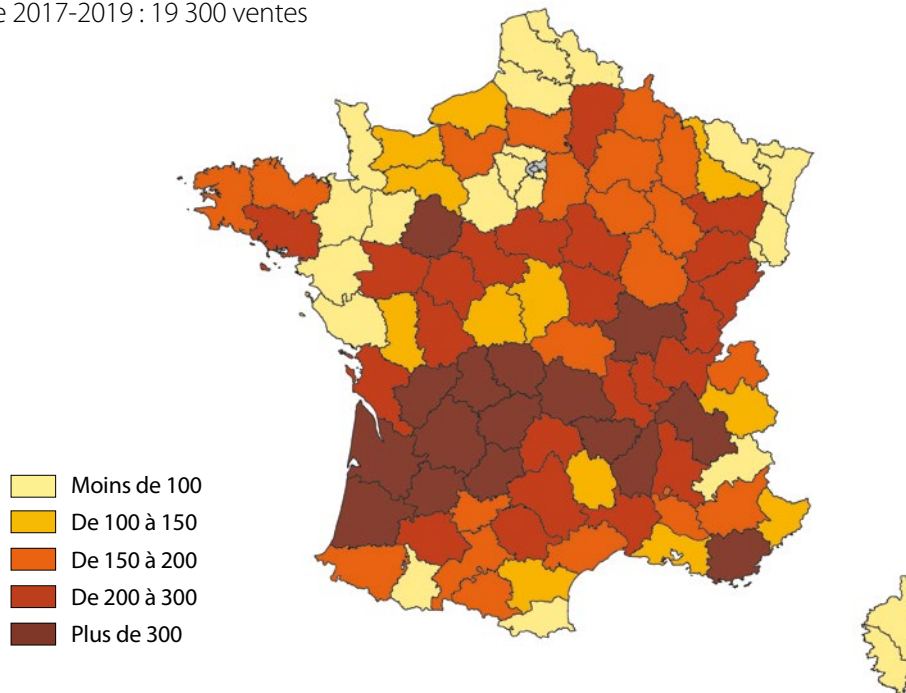 e 2017-2019 : 19 300 ventes
Moins de 100
De 100 à 150
De 150 à 200
De 200 à 300
Plus de 300